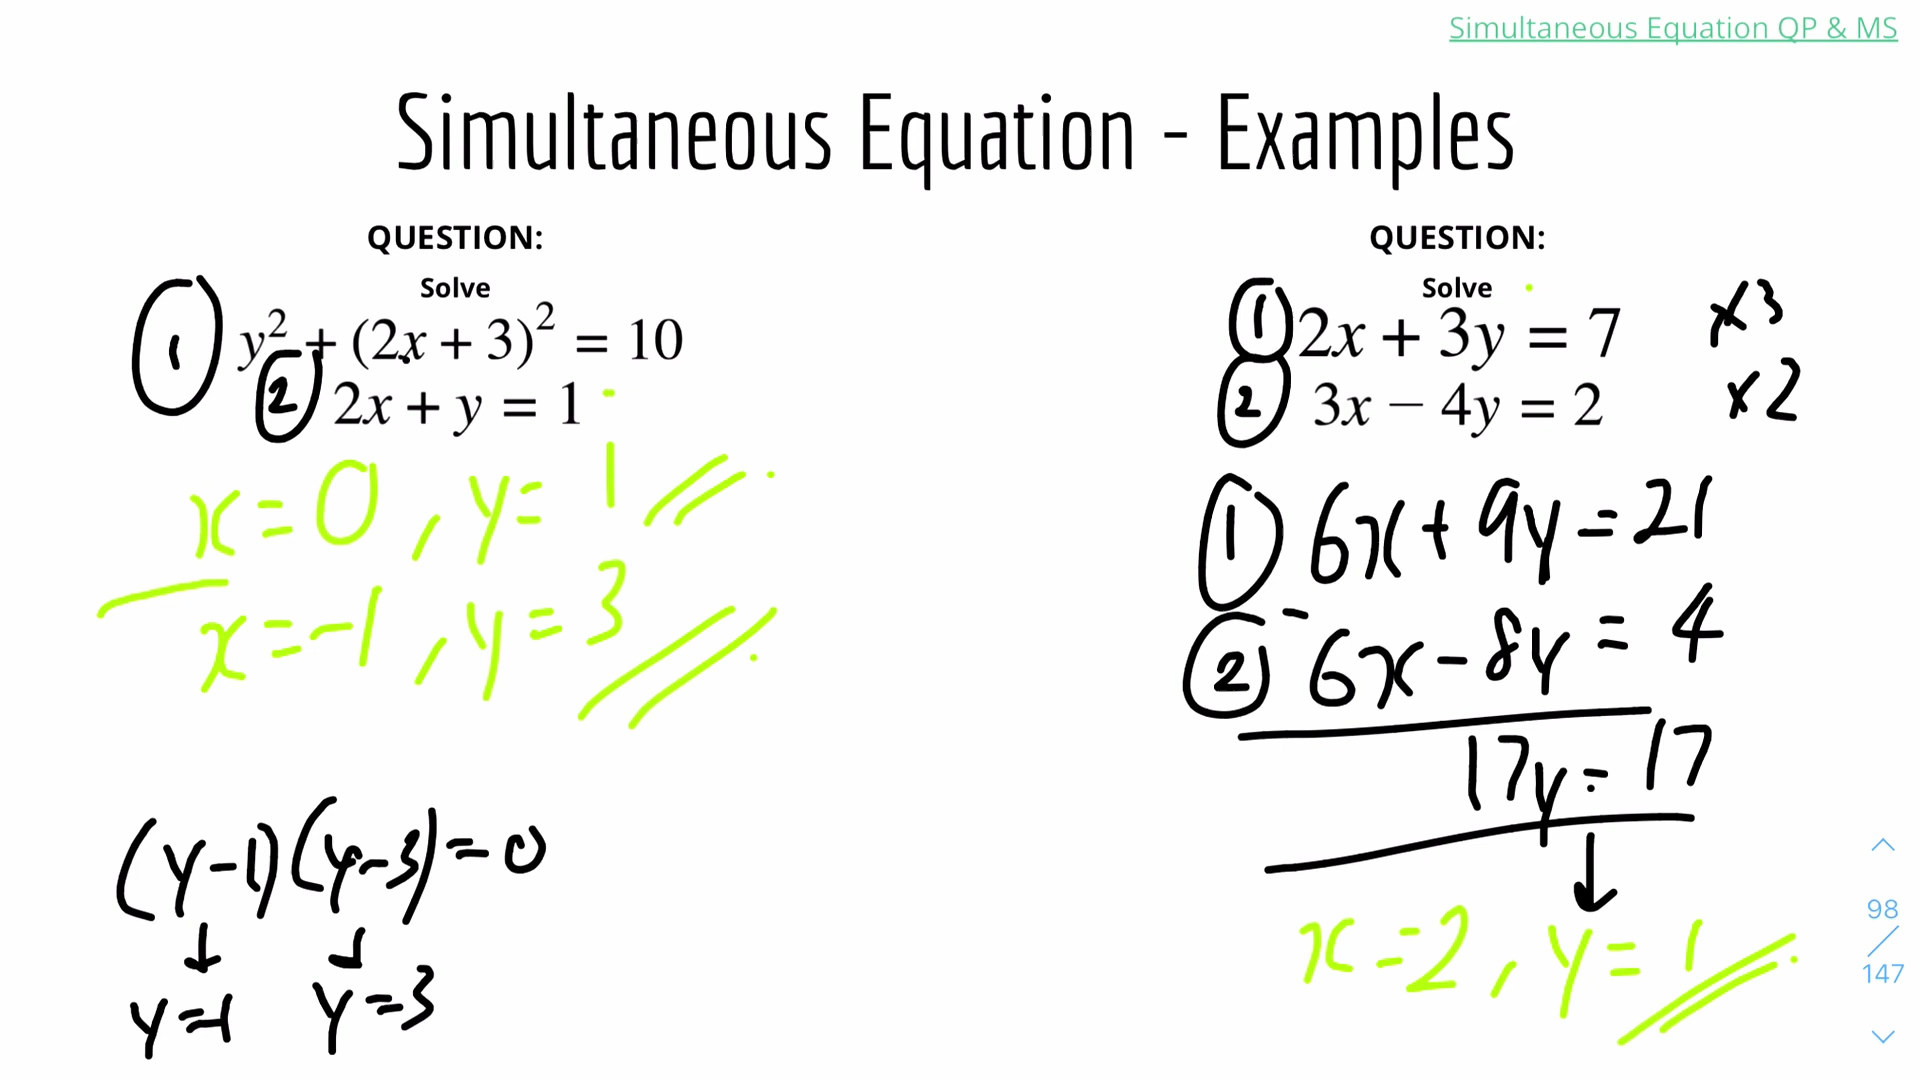 Simultaneous Equation QP & MS
Simultaneous Equation - Examples
QUESTION:
Solve
① y² + (2x + 3)² = 10
② 2x + y = 1
x = 0 , y = 1
x = -1 , y = 3
(y-1)(y-3) = 0
y=1 y=3
QUESTION:
Solve
① 2x + 3y = 7 x3
② 3x − 4y = 2 x2
① 6x + 9y = 21
② - 6x - 8y = 4
17y = 17
x = 2 , y = 1
98
/
147